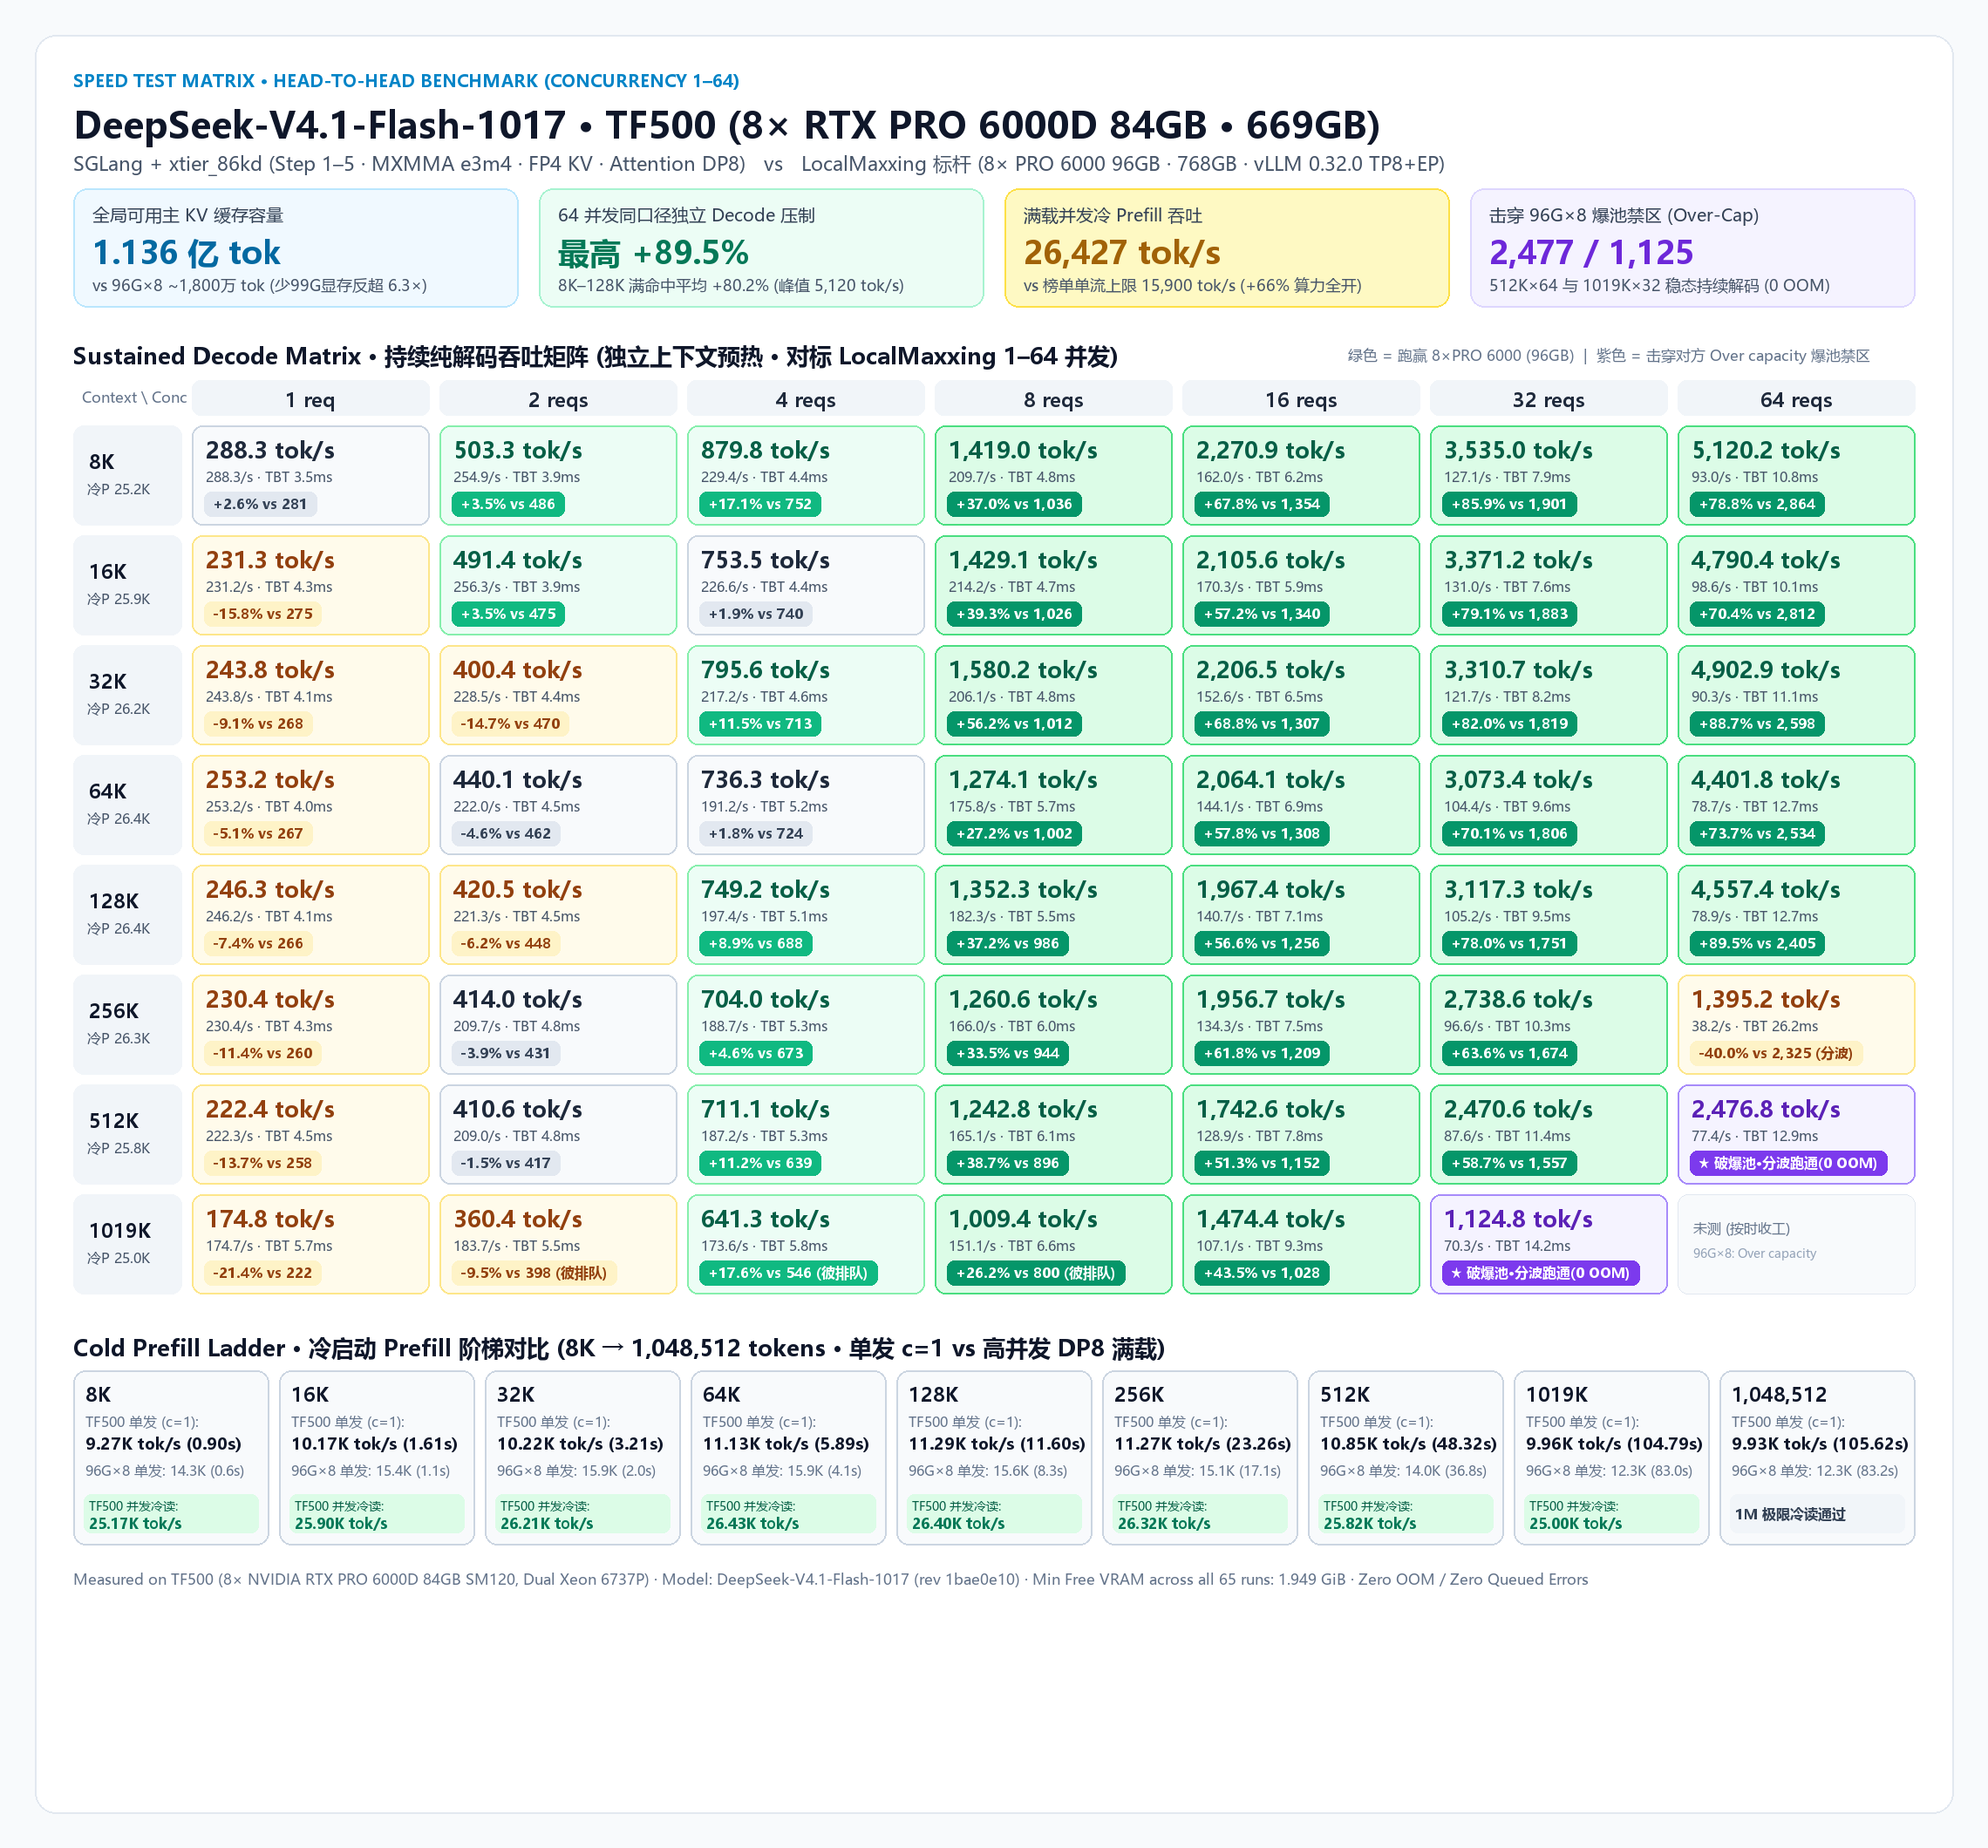 SPEED TEST MATRIX • HEAD-TO-HEAD BENCHMARK (CONCURRENCY 1–64)
DeepSeek-V4.1-Flash-1017 • TF500 (8× RTX PRO 6000D 84GB • 669GB)
SGLang + xtier_86kd (Step 1–5 · MXMMA e3m4 · FP4 KV · Attention DP8) vs LocalMaxxing 标杆 (8× PRO 6000 96GB · 768GB · vLLM 0.32.0 TP8+EP)
全局可用主 KV 缓存容量
1.136 亿 tok
vs 96G×8 ~1,800万 tok (少99G显存反超 6.3×)
64 并发同口径独立 Decode 压制
最高 +89.5%
8K–128K 满命中平均 +80.2% (峰值 5,120 tok/s)
满载并发冷 Prefill 吞吐
26,427 tok/s
vs 榜单单流上限 15,900 tok/s (+66% 算力全开)
击穿 96G×8 爆池禁区 (Over-Cap)
2,477 / 1,125
512K×64 与 1019K×32 稳态持续解码 (0 OOM)
Sustained Decode Matrix • 持续纯解码吞吐矩阵 (独立上下文预热 • 对标 LocalMaxxing 1–64 并发)
绿色 = 跑赢 8×PRO 6000 (96GB) | 紫色 = 击穿对方 Over capacity 爆池禁区
Context \ Conc
1 req
2 reqs
4 reqs
8 reqs
16 reqs
32 reqs
64 reqs
8K
冷P 25.2K
288.3 tok/s
288.3/s · TBT 3.5ms
+2.6% vs 281
503.3 tok/s
254.9/s · TBT 3.9ms
+3.5% vs 486
879.8 tok/s
229.4/s · TBT 4.4ms
+17.1% vs 752
1,419.0 tok/s
209.7/s · TBT 4.8ms
+37.0% vs 1,036
2,270.9 tok/s
162.0/s · TBT 6.2ms
+67.8% vs 1,354
3,535.0 tok/s
127.1/s · TBT 7.9ms
+85.9% vs 1,901
5,120.2 tok/s
93.0/s · TBT 10.8ms
+78.8% vs 2,864
16K
冷P 25.9K
231.3 tok/s
231.2/s · TBT 4.3ms
-15.8% vs 275
491.4 tok/s
256.3/s · TBT 3.9ms
+3.5% vs 475
753.5 tok/s
226.6/s · TBT 4.4ms
+1.9% vs 740
1,429.1 tok/s
214.2/s · TBT 4.7ms
+39.3% vs 1,026
2,105.6 tok/s
170.3/s · TBT 5.9ms
+57.2% vs 1,340
3,371.2 tok/s
131.0/s · TBT 7.6ms
+79.1% vs 1,883
4,790.4 tok/s
98.6/s · TBT 10.1ms
+70.4% vs 2,812
32K
冷P 26.2K
243.8 tok/s
243.8/s · TBT 4.1ms
-9.1% vs 268
400.4 tok/s
228.5/s · TBT 4.4ms
-14.7% vs 470
795.6 tok/s
217.2/s · TBT 4.6ms
+11.5% vs 713
1,580.2 tok/s
206.1/s · TBT 4.8ms
+56.2% vs 1,012
2,206.5 tok/s
152.6/s · TBT 6.5ms
+68.8% vs 1,307
3,310.7 tok/s
121.7/s · TBT 8.2ms
+82.0% vs 1,819
4,902.9 tok/s
90.3/s · TBT 11.1ms
+88.7% vs 2,598
64K
冷P 26.4K
253.2 tok/s
253.2/s · TBT 4.0ms
-5.1% vs 267
440.1 tok/s
222.0/s · TBT 4.5ms
-4.6% vs 462
736.3 tok/s
191.2/s · TBT 5.2ms
+1.8% vs 724
1,274.1 tok/s
175.8/s · TBT 5.7ms
+27.2% vs 1,002
2,064.1 tok/s
144.1/s · TBT 6.9ms
+57.8% vs 1,308
3,073.4 tok/s
104.4/s · TBT 9.6ms
+70.1% vs 1,806
4,401.8 tok/s
78.7/s · TBT 12.7ms
+73.7% vs 2,534
128K
冷P 26.4K
246.3 tok/s
246.2/s · TBT 4.1ms
-7.4% vs 266
420.5 tok/s
221.3/s · TBT 4.5ms
-6.2% vs 448
749.2 tok/s
197.4/s · TBT 5.1ms
+8.9% vs 688
1,352.3 tok/s
182.3/s · TBT 5.5ms
+37.2% vs 986
1,967.4 tok/s
140.7/s · TBT 7.1ms
+56.6% vs 1,256
3,117.3 tok/s
105.2/s · TBT 9.5ms
+78.0% vs 1,751
4,557.4 tok/s
78.9/s · TBT 12.7ms
+89.5% vs 2,405
256K
冷P 26.3K
230.4 tok/s
230.4/s · TBT 4.3ms
-11.4% vs 260
414.0 tok/s
209.7/s · TBT 4.8ms
-3.9% vs 431
704.0 tok/s
188.7/s · TBT 5.3ms
+4.6% vs 673
1,260.6 tok/s
166.0/s · TBT 6.0ms
+33.5% vs 944
1,956.7 tok/s
134.3/s · TBT 7.5ms
+61.8% vs 1,209
2,738.6 tok/s
96.6/s · TBT 10.3ms
+63.6% vs 1,674
1,395.2 tok/s
38.2/s · TBT 26.2ms
-40.0% vs 2,325 (分波)
512K
冷P 25.8K
222.4 tok/s
222.3/s · TBT 4.5ms
-13.7% vs 258
410.6 tok/s
209.0/s · TBT 4.8ms
-1.5% vs 417
711.1 tok/s
187.2/s · TBT 5.3ms
+11.2% vs 639
1,242.8 tok/s
165.1/s · TBT 6.1ms
+38.7% vs 896
1,742.6 tok/s
128.9/s · TBT 7.8ms
+51.3% vs 1,152
2,470.6 tok/s
87.6/s · TBT 11.4ms
+58.7% vs 1,557
2,476.8 tok/s
77.4/s · TBT 12.9ms
★ 破爆池•分波跑通(0 OOM)
1019K
冷P 25.0K
174.8 tok/s
174.7/s · TBT 5.7ms
-21.4% vs 222
360.4 tok/s
183.7/s · TBT 5.5ms
-9.5% vs 398 (彼排队)
641.3 tok/s
173.6/s · TBT 5.8ms
+17.6% vs 546 (彼排队)
1,009.4 tok/s
151.1/s · TBT 6.6ms
+26.2% vs 800 (彼排队)
1,474.4 tok/s
107.1/s · TBT 9.3ms
+43.5% vs 1,028
1,124.8 tok/s
70.3/s · TBT 14.2ms
★ 破爆池•分波跑通(0 OOM)
未测 (按时收工)
96G×8: Over capacity
Cold Prefill Ladder • 冷启动 Prefill 阶梯对比 (8K → 1,048,512 tokens • 单发 c=1 vs 高并发 DP8 满载)
8K
TF500 单发 (c=1):
9.27K tok/s (0.90s)
96G×8 单发: 14.3K (0.6s)
TF500 并发冷读:
25.17K tok/s
16K
TF500 单发 (c=1):
10.17K tok/s (1.61s)
96G×8 单发: 15.4K (1.1s)
TF500 并发冷读:
25.90K tok/s
32K
TF500 单发 (c=1):
10.22K tok/s (3.21s)
96G×8 单发: 15.9K (2.0s)
TF500 并发冷读:
26.21K tok/s
64K
TF500 单发 (c=1):
11.13K tok/s (5.89s)
96G×8 单发: 15.9K (4.1s)
TF500 并发冷读:
26.43K tok/s
128K
TF500 单发 (c=1):
11.29K tok/s (11.60s)
96G×8 单发: 15.6K (8.3s)
TF500 并发冷读:
26.40K tok/s
256K
TF500 单发 (c=1):
11.27K tok/s (23.26s)
96G×8 单发: 15.1K (17.1s)
TF500 并发冷读:
26.32K tok/s
512K
TF500 单发 (c=1):
10.85K tok/s (48.32s)
96G×8 单发: 14.0K (36.8s)
TF500 并发冷读:
25.82K tok/s
1019K
TF500 单发 (c=1):
9.96K tok/s (104.79s)
96G×8 单发: 12.3K (83.0s)
TF500 并发冷读:
25.00K tok/s
1,048,512
TF500 单发 (c=1):
9.93K tok/s (105.62s)
96G×8 单发: 12.3K (83.2s)
1M 极限冷读通过
Measured on TF500 (8× NVIDIA RTX PRO 6000D 84GB SM120, Dual Xeon 6737P) · Model: DeepSeek-V4.1-Flash-1017 (rev 1bae0e10) · Min Free VRAM across all 65 runs: 1.949 GiB · Zero OOM / Zero Queued Errors